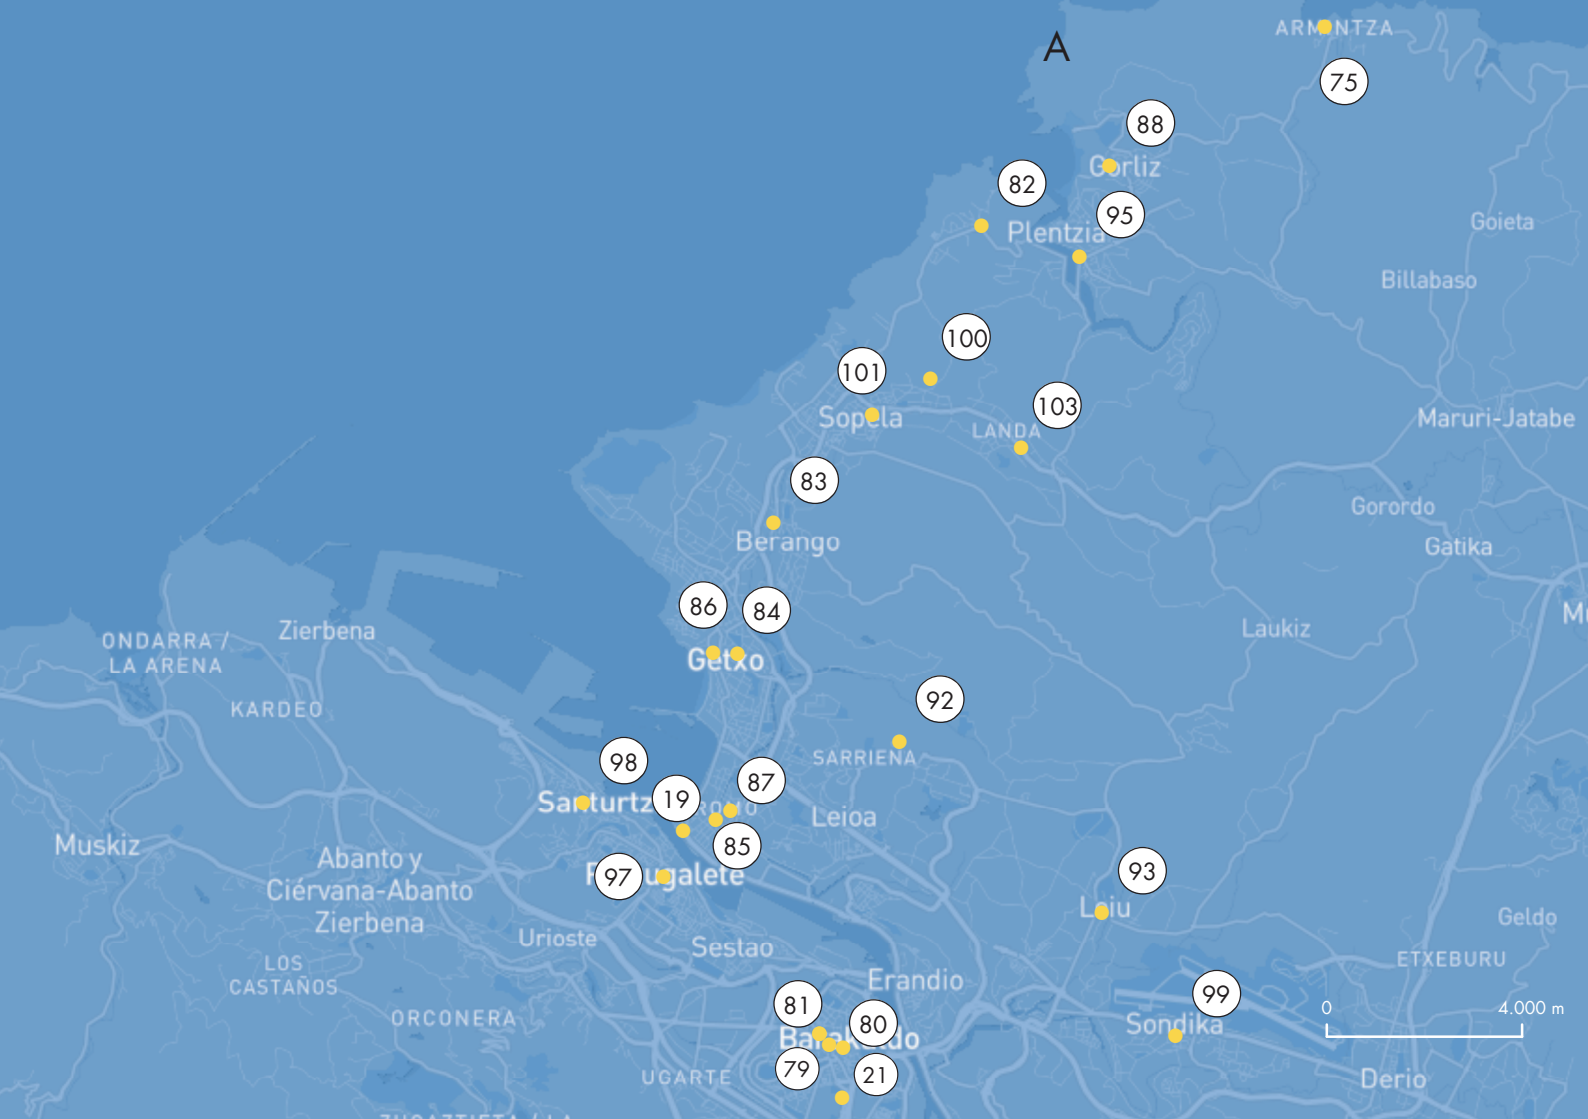 ARMINTZA
A
75
88
Gorliz
82
95
Goieta
Plentzia
Billabaso
100
101
103
Sopela
LANDA
Maruri-Jatabe
83
Gorordo
Berango
Gatika
86
84
Zierbena
ONDARRA /
LA ARENA
Laukiz
Getxo
92
KARDEO
SARRIENA
98
87
19
Santurtz
ROMO
Leioa
85
Muskiz
Abanto y
Ciérvana-Abanto
Zierbena
97
Portugalete
93
Loiu
Geldo
Urioste
Sestao
ETXEBURU
LOS
CASTAÑOS
Erandio
99
0
4.000 m
81
80
ORCONERA
Sondika
Barakaldo
79
21
UGARTE
Derio